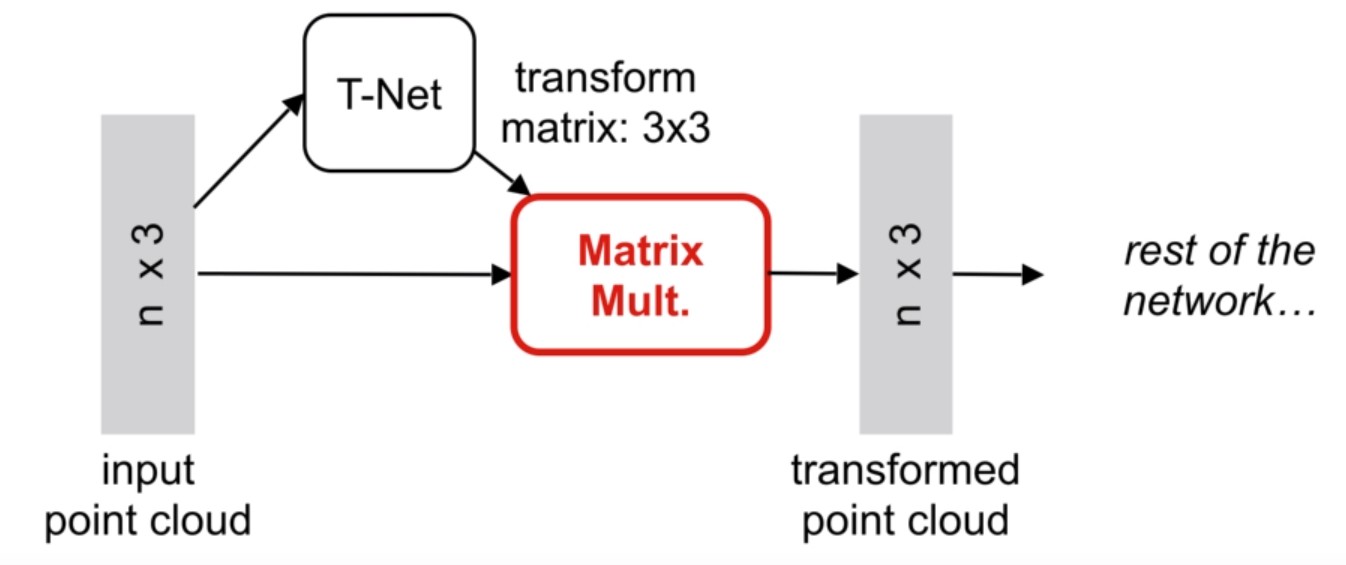 T-Net
transform
matrix: 3x3
n x 3
Matrix
Mult.
n x 3
rest of the
network…
input
point cloud
transformed
point cloud